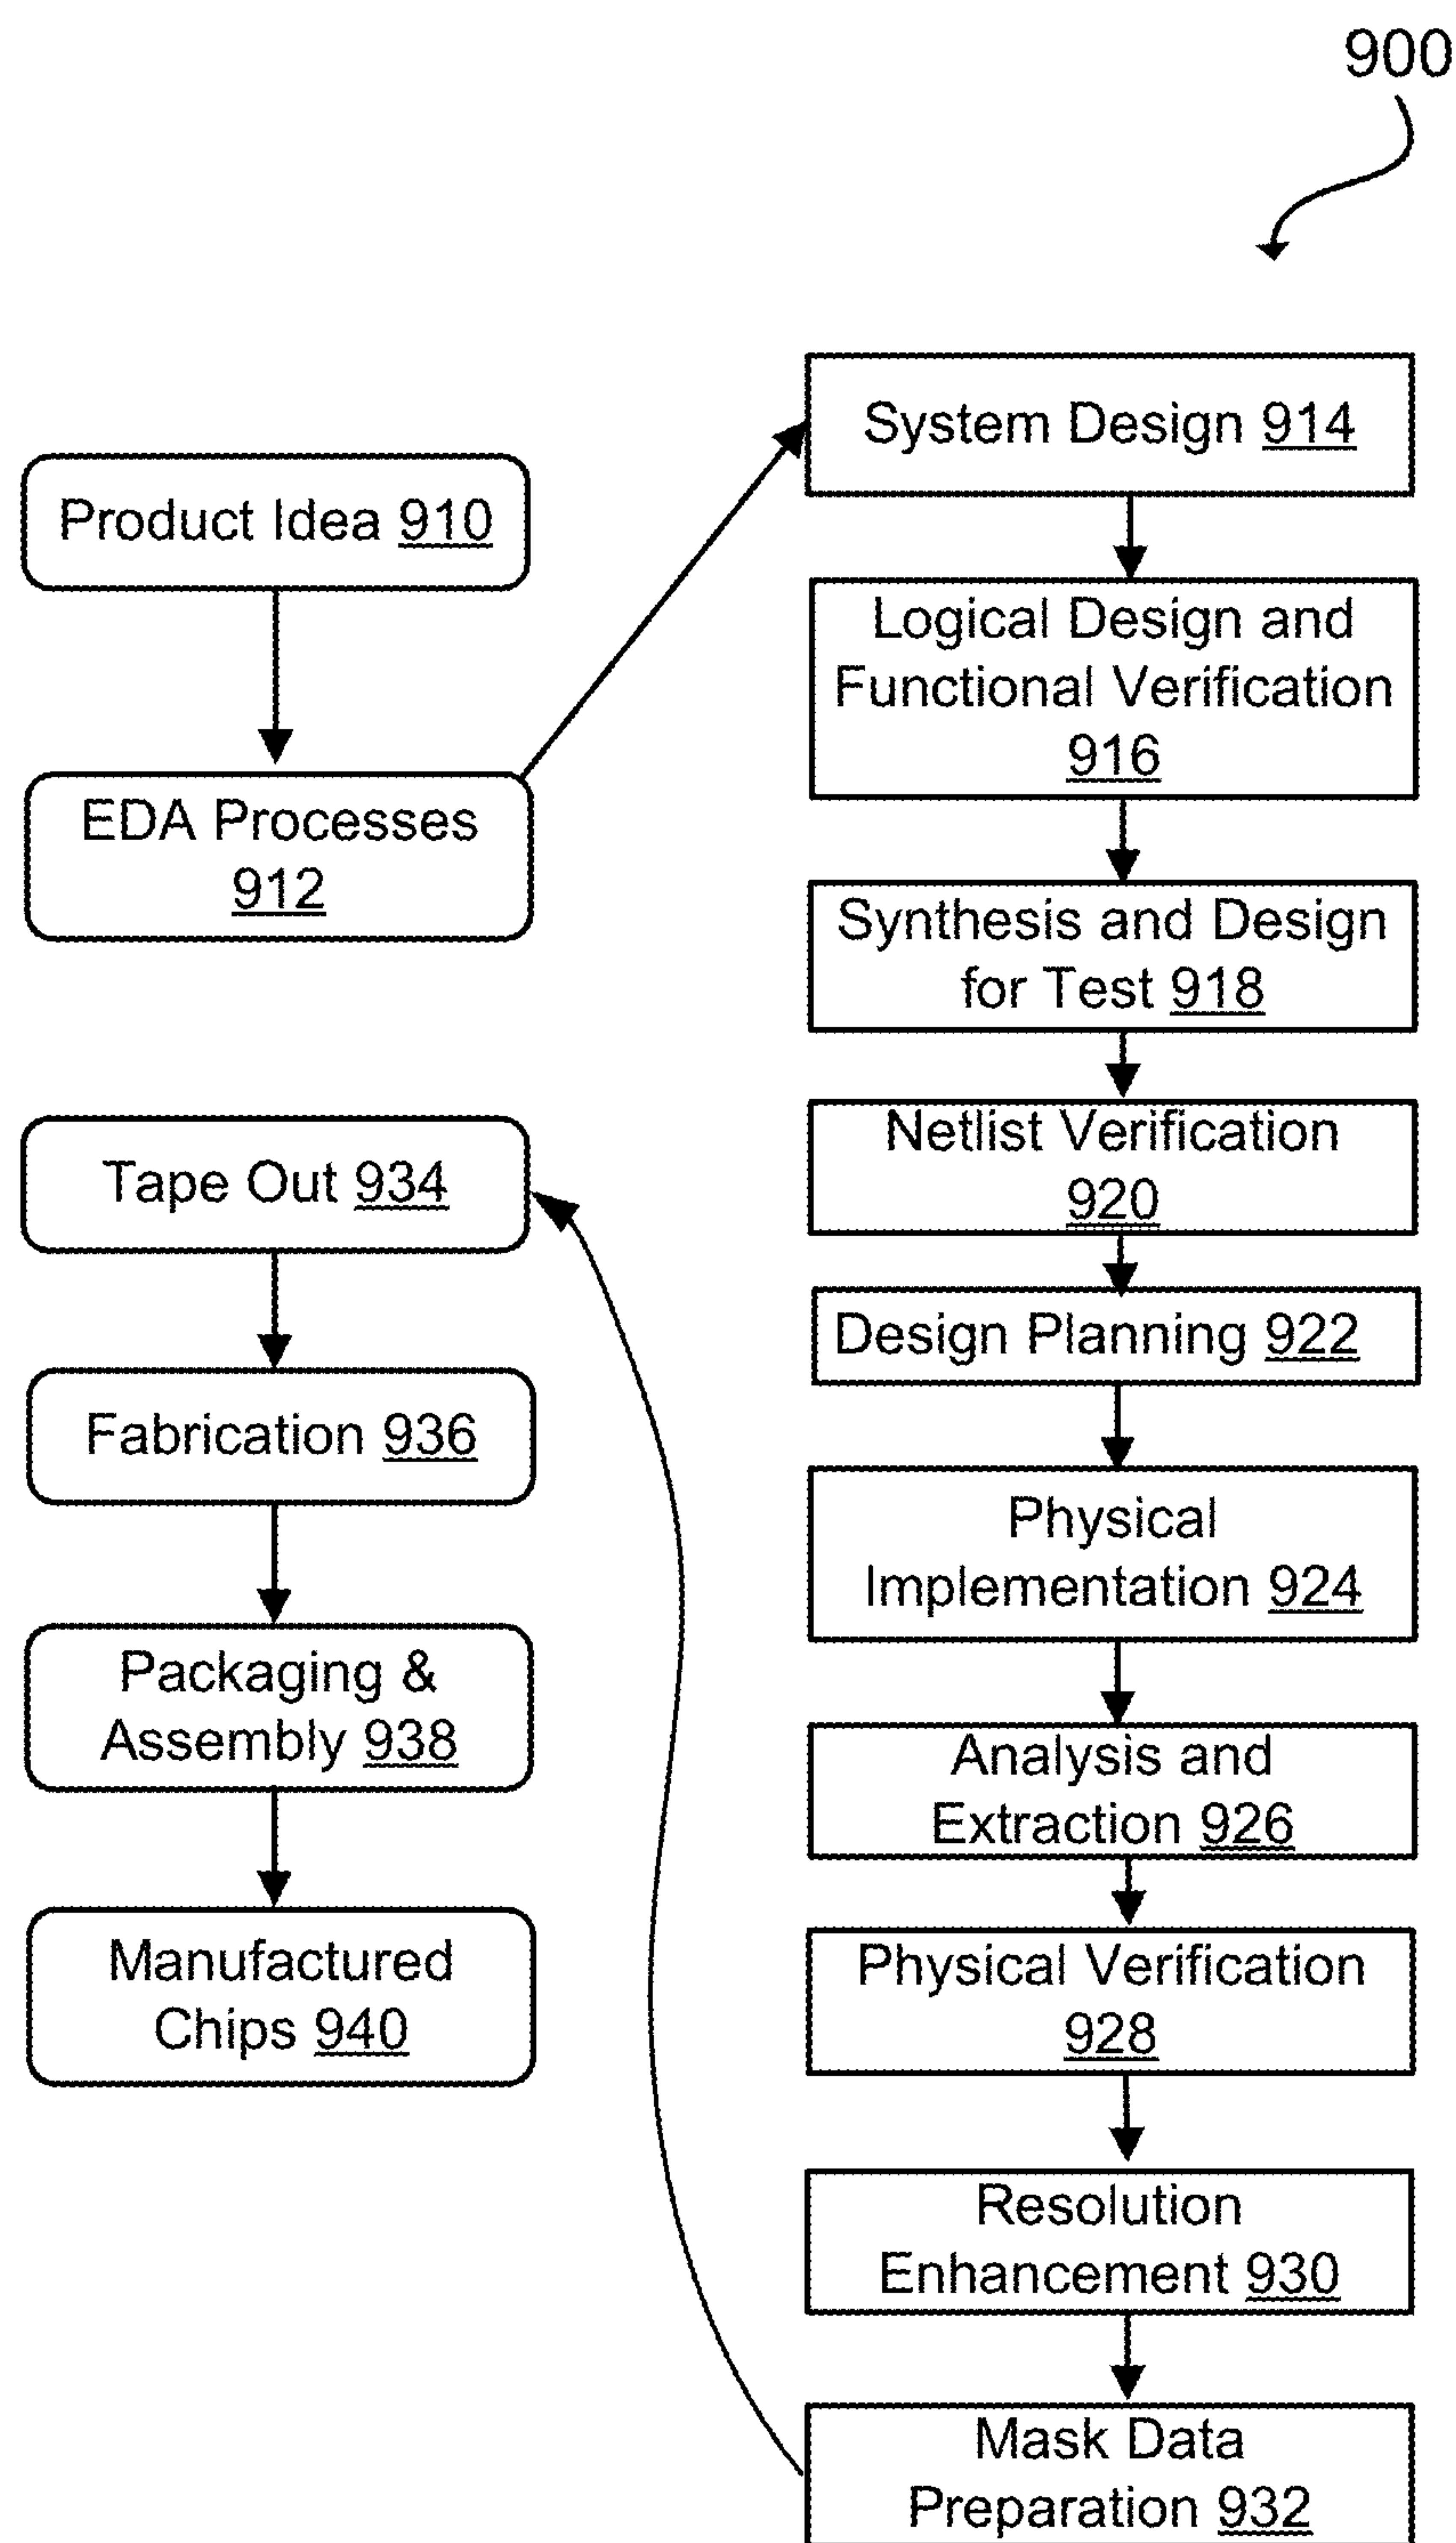 900
Product Idea 910
EDA Processes
912
System Design 914
Logical Design and
Functional Verification
916
Synthesis and Design
for Test 918
Netlist Verification
920
Design Planning 922
Physical
Implementation 924
Analysis and
Extraction 926
Physical Verification
928
Resolution
Enhancement 930
Mask Data
Preparation 932
Tape Out 934
Fabrication 936
Packaging &
Assembly 938
Manufactured
Chips 940